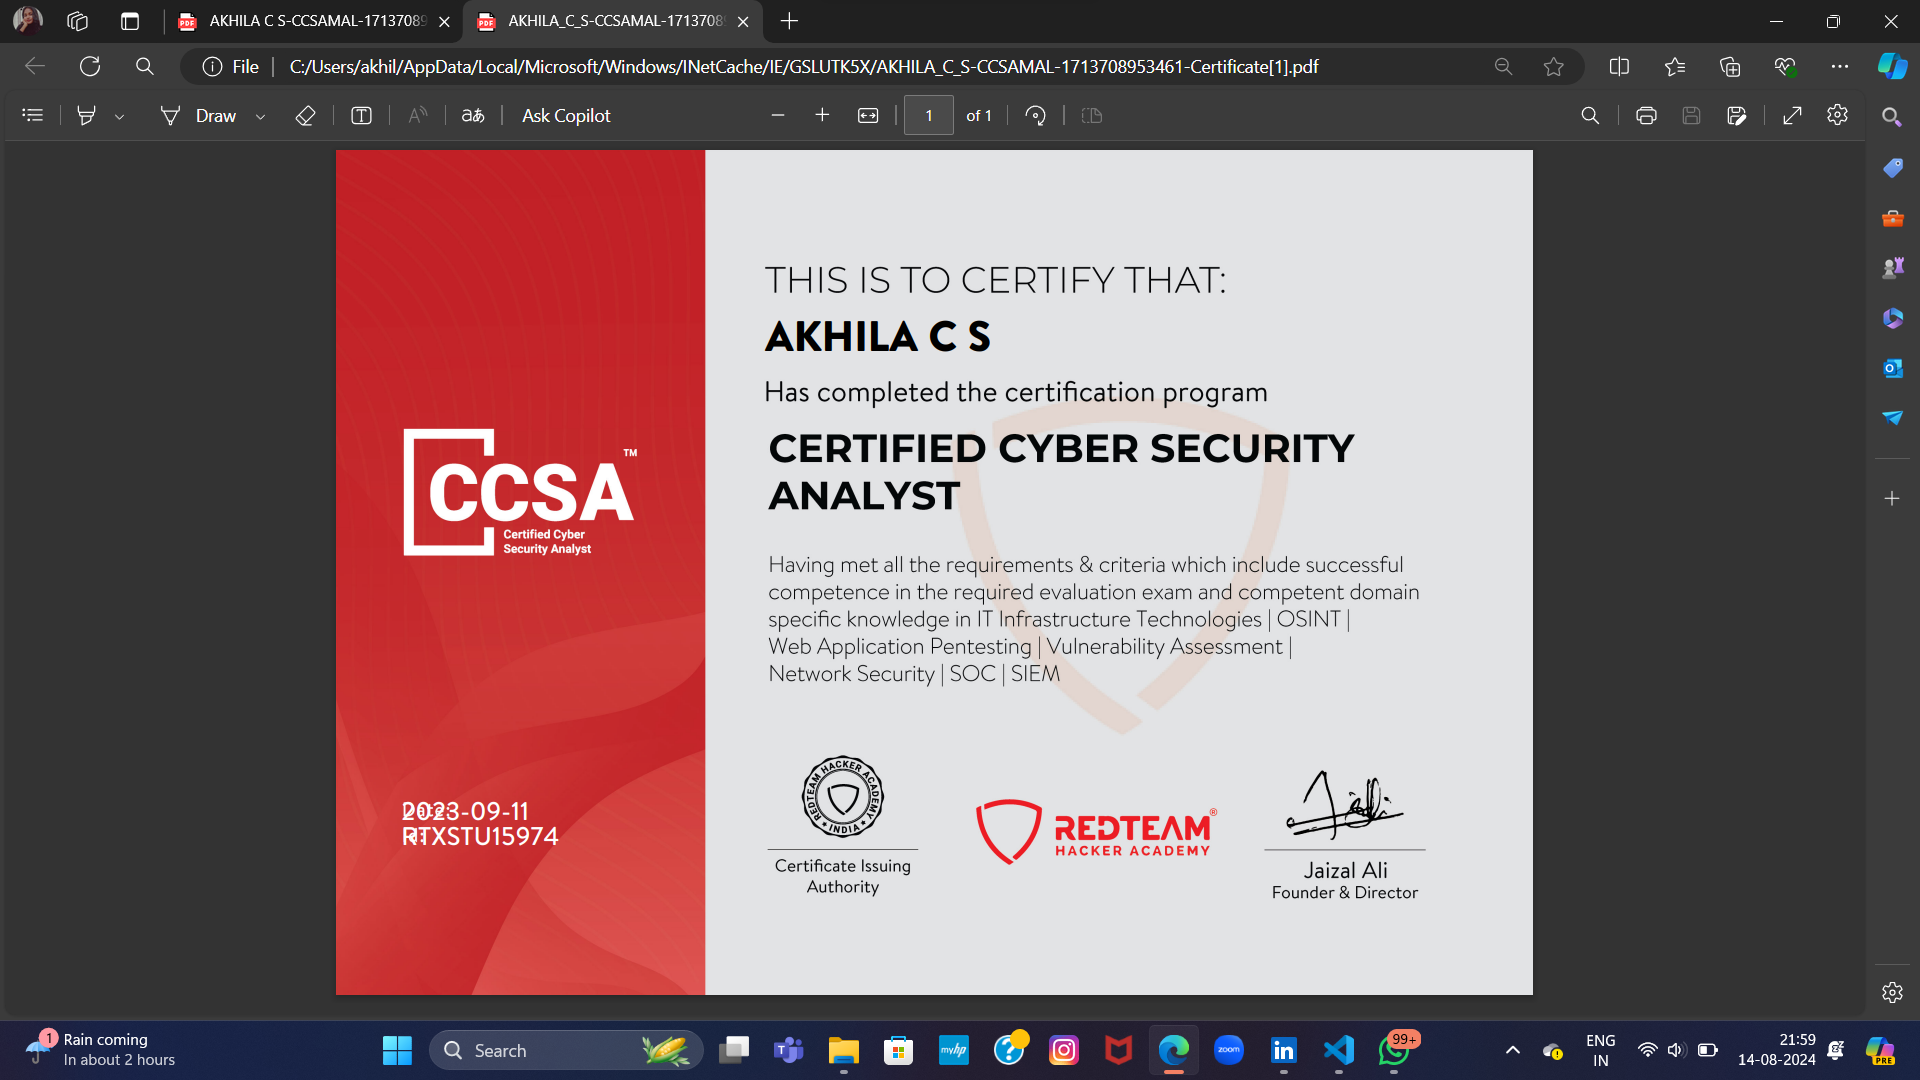 AKHILA C S-CCSAMAL-17137089
AKHILA_C_S-CCSAMAL-1713708
File
C:/Users/akhil/AppData/Local/Microsoft/Windows/INetCache/IE/GSLUTK5X/AKHILA_C_S-CCSAMAL-1713708953461-Certificate[1].pdf
Draw
aあ
Ask Copilot
1
of 1
THIS IS TO CERTIFY THAT:
AKHILA C S
Has completed the certification program
CERTIFIED CYBER SECURITY
ANALYST
CCSA™
Certified Cyber
Security Analyst
Having met all the requirements & criteria which include successful
competence in the required evaluation exam and competent domain
specific knowledge in IT Infrastructure Technologies | OSINT |
Web Application Pentesting | Vulnerability Assessment |
Network Security | SOC | SIEM
2023-09-11
RTXSTU15974
REDTEAM HACKER ACADEMY
INDIA
Certificate Issuing
Authority
REDTEAM®
HACKER ACADEMY
Jaizal Ali
Founder & Director
1
Rain coming
In about 2 hours
Search
myhp
zoom
in
99+
ENG
IN
21:59
14-08-2024
PRE